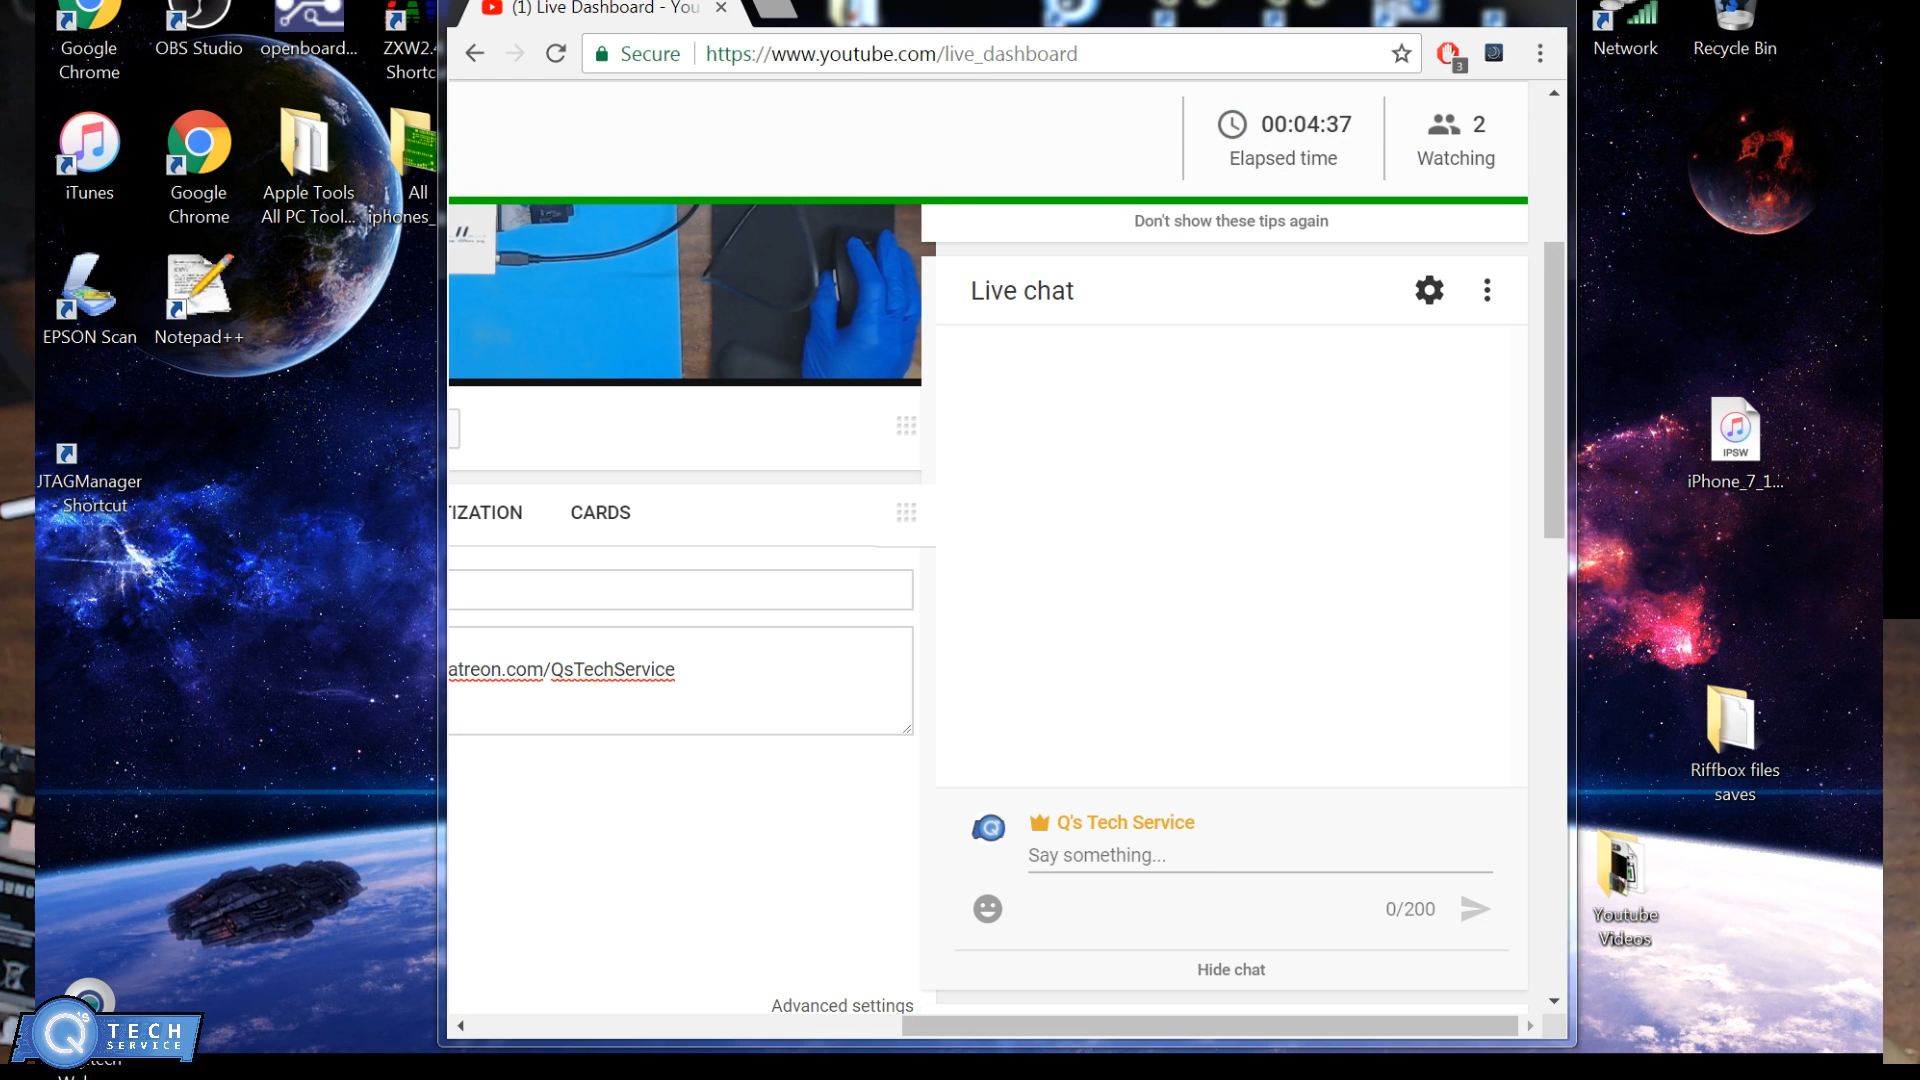 (1) Live Dashboard - You
Google
Chrome
OBS Studio
openboard...
ZXW2.
Shortc
Secure
https://www.youtube.com/live_dashboard
3
Network
Recycle Bin
00:04:37
Elapsed time
2
Watching
iTunes
Google
Chrome
Apple Tools
All PC Tool...
All
iphones_
Don't show these tips again
Live chat
EPSON Scan
Notepad++
JTAGManager
- Shortcut
TIZATION
CARDS
IPSW
iPhone_7_1...
atreon.com/QsTechService
Riffbox files
saves
Q's Tech Service
Say something...
0/200
Youtube
Videos
Hide chat
Advanced settings
Q's TECH
SERVICE